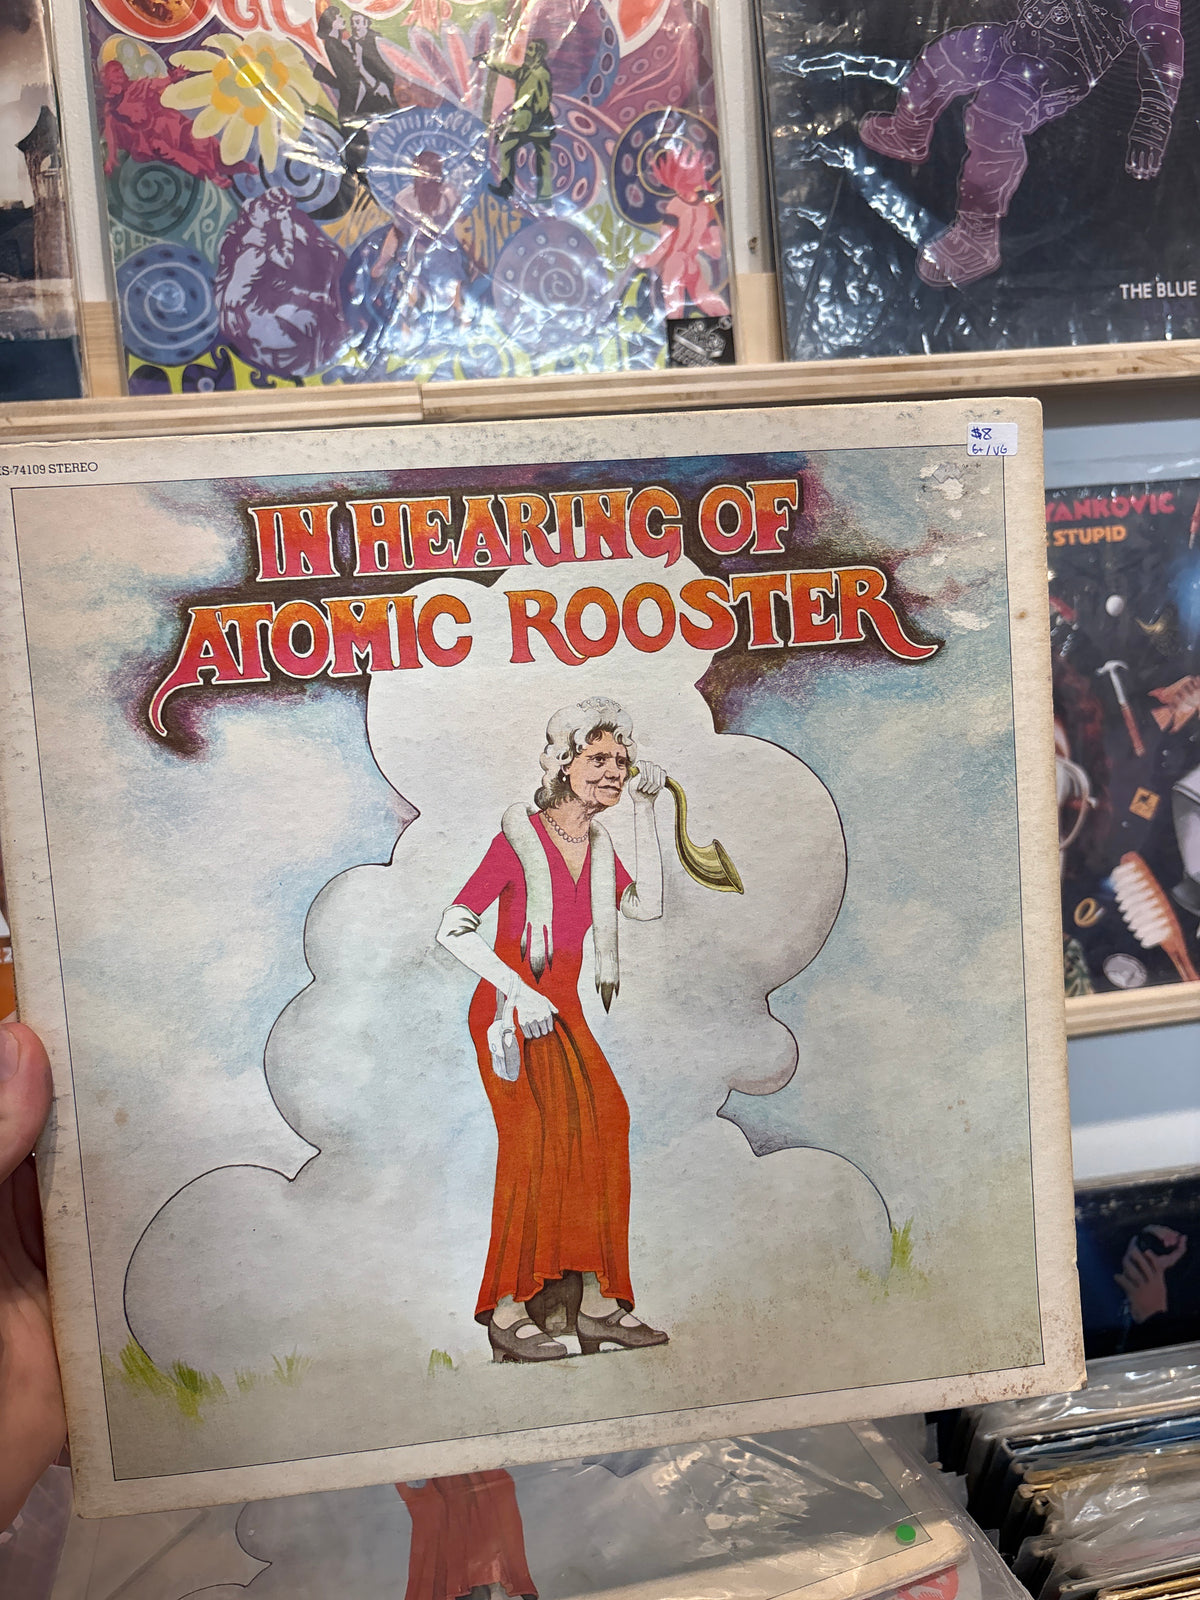 THE BLUE
$8
G+/VG
S-74109 STEREO
IN HEARING OF
ATOMIC ROOSTER
YANKOVIC
STUPID